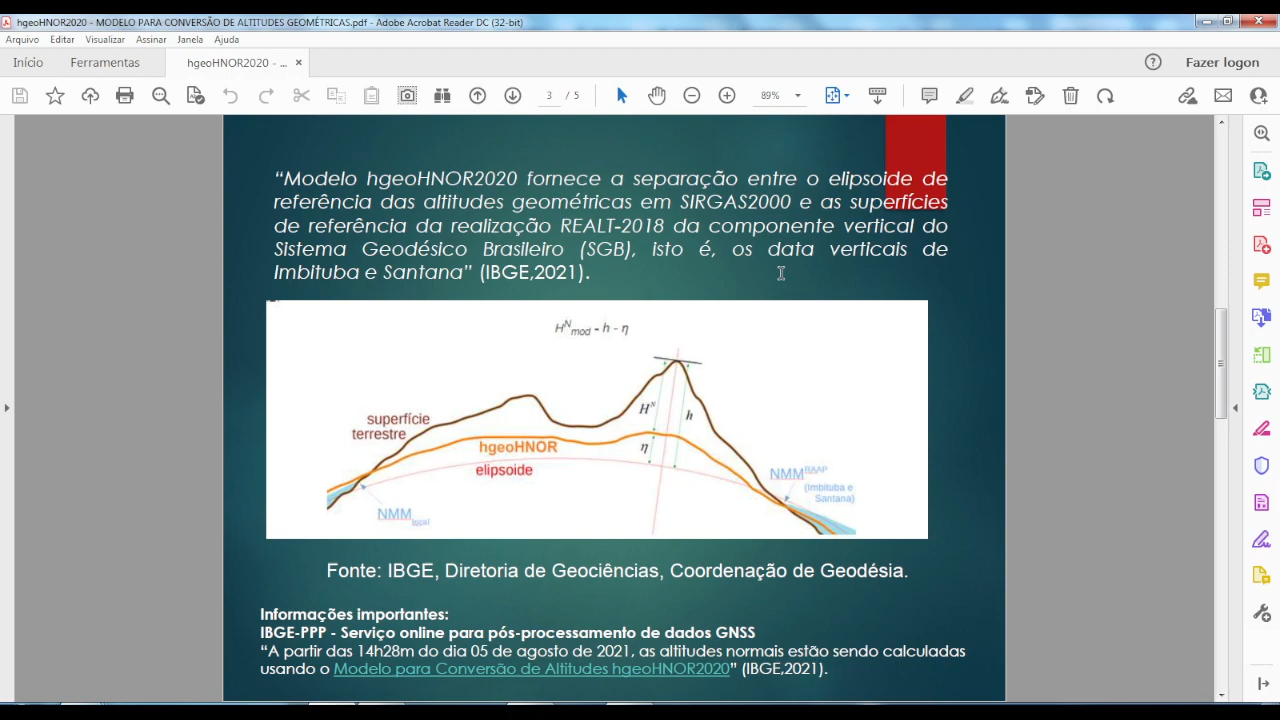 hgeoHNOR2020 - MODELO PARA CONVERSÃO DE ALTITUDES GEOMÉTRICAS.pdf - Adobe Acrobat Reader DC (32-bit)
Arquivo Editar Visualizar Assinar Janela Ajuda
Início Ferramentas hgeoHNOR2020 - ... × Fazer logon
3 / 5 89%
“Modelo hgeoHNOR2020 fornece a separação entre o elipsoide de
referência das altitudes geométricas em SIRGAS2000 e as superfícies
de referência da realização REALT-2018 da componente vertical do
Sistema Geodésico Brasileiro (SGB), isto é, os data verticais de
Imbituba e Santana” (IBGE,2021).
H^N_mod = h - η
superfície
terrestre
H^N
h
hgeoHNOR
η
elipsoide
NMM_local
NMM^RAAP
(Imbituba e
Santana)
Fonte: IBGE, Diretoria de Geociências, Coordenação de Geodésia.
Informações importantes:
IBGE-PPP - Serviço online para pós-processamento de dados GNSS
“A partir das 14h28m do dia 05 de agosto de 2021, as altitudes normais estão sendo calculadas
usando o Modelo para Conversão de Altitudes hgeoHNOR2020” (IBGE,2021).